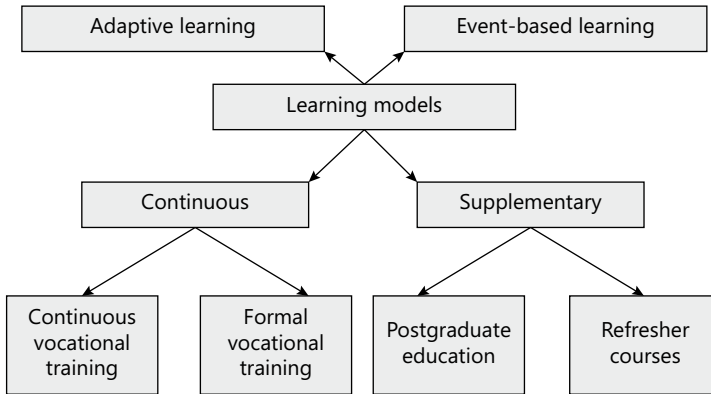 Adaptive learning
Event-based learning
Learning models
Continuous
Supplementary
Continuous
vocational
training
Formal
vocational
training
Postgraduate
education
Refresher
courses